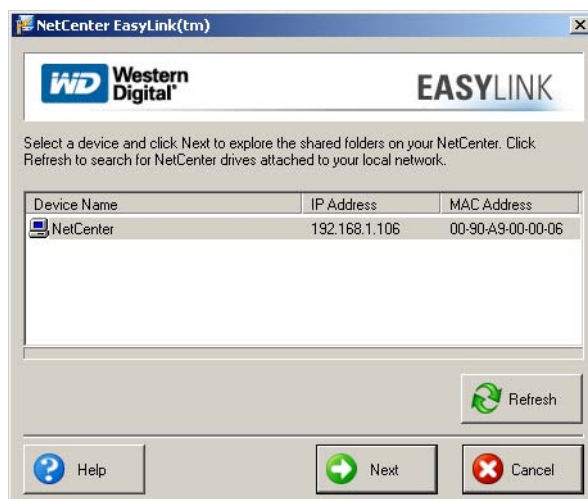 NetCenter EasyLink(tm)
WD Western Digital®
EASYLINK
Select a device and click Next to explore the shared folders on your NetCenter. Click
Refresh to search for NetCenter drives attached to your local network.
Device Name IP Address MAC Address
NetCenter 192.168.1.106 00-90-A9-00-00-06
Refresh
Help Next Cancel